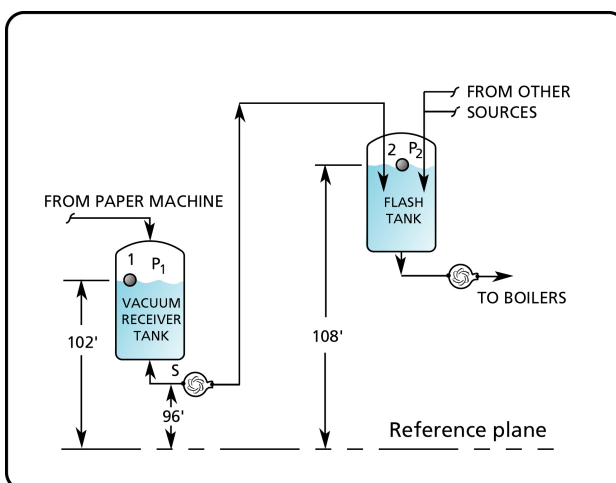 FROM OTHER
SOURCES
2 P2
FLASH
TANK
FROM PAPER MACHINE
1 P1
VACUUM
RECEIVER
TANK
TO BOILERS
102'
108'
S
96'
Reference plane